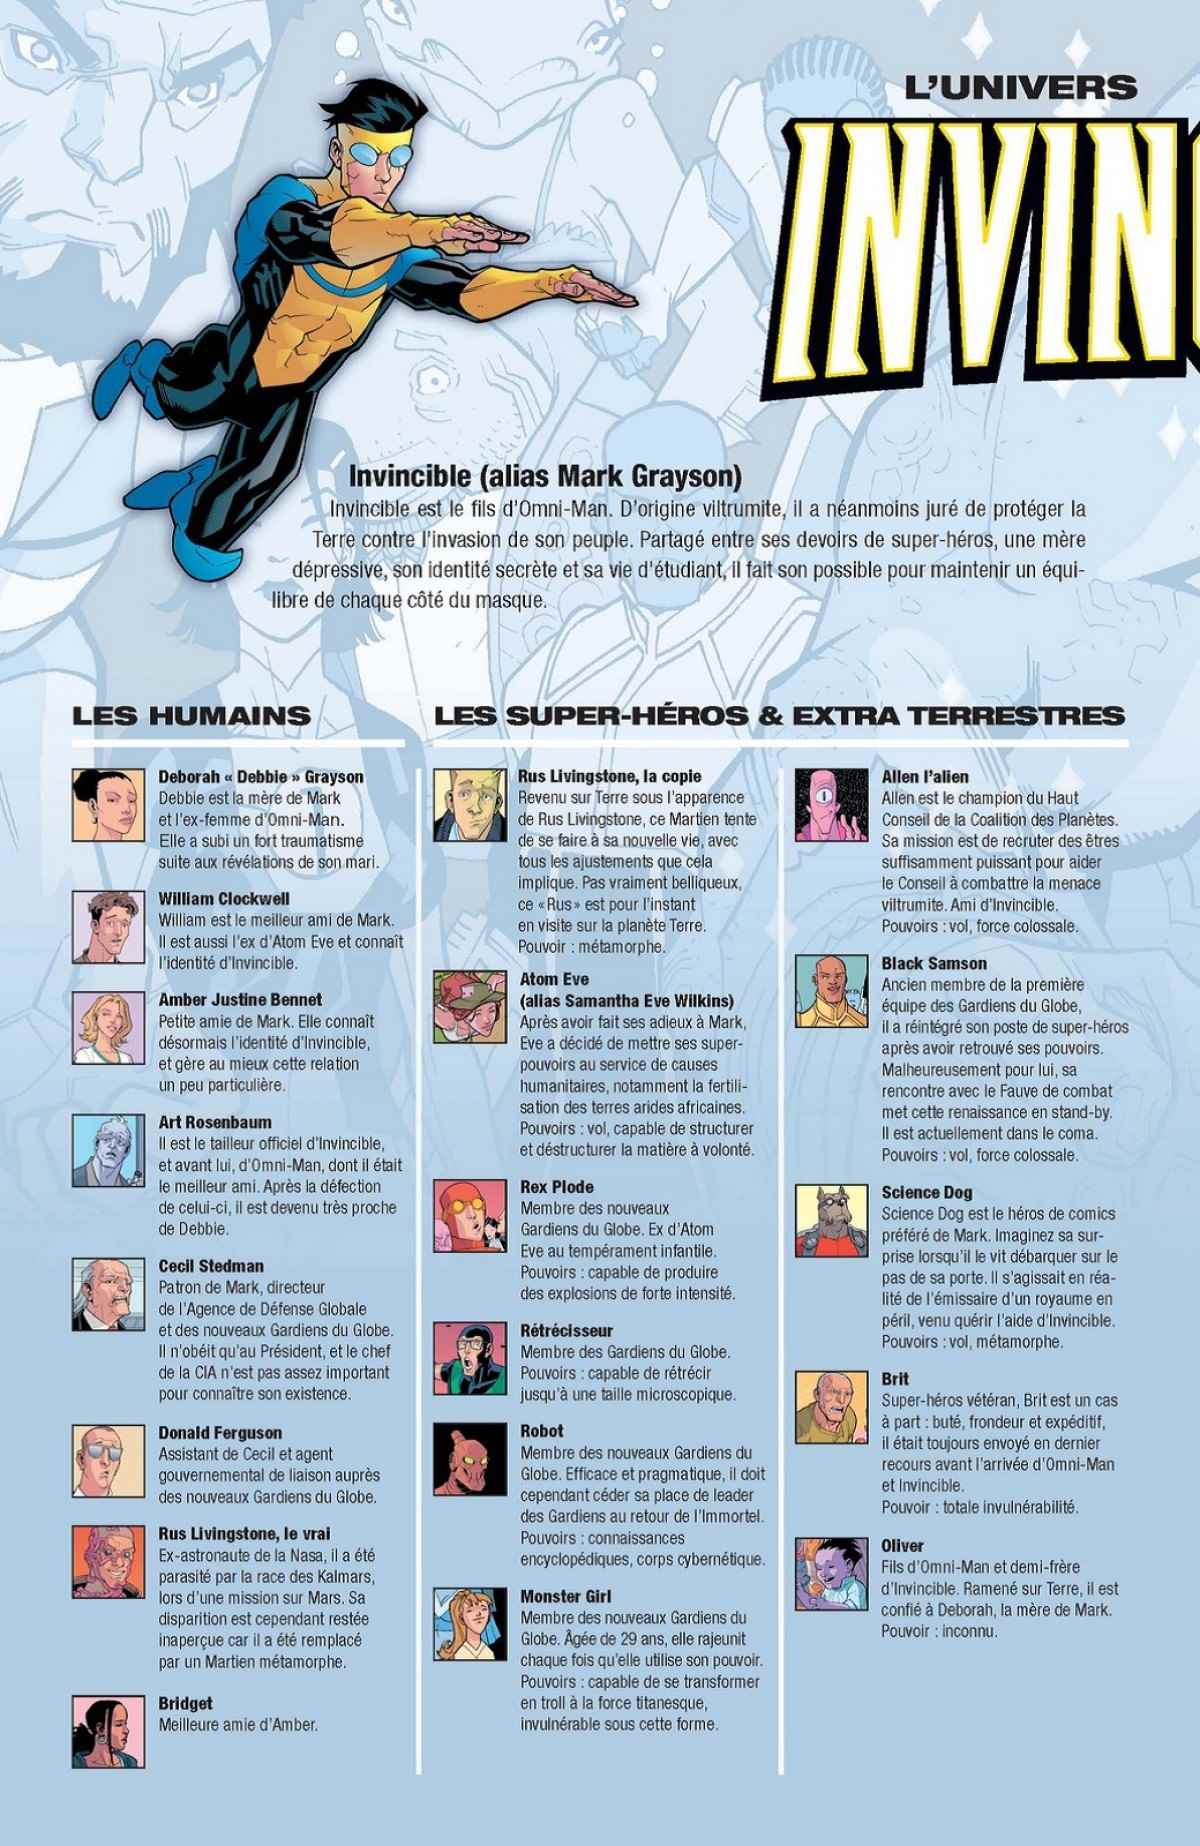 L'UNIVERS
INVIN
Invincible (alias Mark Grayson)
Invincible est le fils d'Omni-Man. D'origine viltrumite, il a néanmoins juré de protéger la
Terre contre l'invasion de son peuple. Partagé entre ses devoirs de super-héros, une mère
dépressive, son identité secrète et sa vie d'étudiant, il fait son possible pour maintenir un équi-
libre de chaque côté du masque.
LES HUMAINS
Deborah « Debbie » Grayson
Debbie est la mère de Mark
et l'ex-femme d'Omni-Man.
Elle a subi un fort traumatisme
suite aux révélations de son mari.
William Clockwell
William est le meilleur ami de Mark.
Il est aussi l'ex d'Atom Eve et connaît
l'identité d'Invincible.
Amber Justine Bennet
Petite amie de Mark. Elle connaît
désormais l'identité d'Invincible,
et gère au mieux cette relation
un peu particulière.
Art Rosenbaum
Il est le tailleur officiel d'Invincible,
et avant lui, d'Omni-Man, dont il était
le meilleur ami. Après la défection
de celui-ci, il est devenu très proche
de Debbie.
Cecil Stedman
Patron de Mark, directeur
de l'Agence de Défense Globale
et des nouveaux Gardiens du Globe.
Il n'obéit qu'au Président, et le chef
de la CIA n'est pas assez important
pour connaître son existence.
Donald Ferguson
Assistant de Cecil et agent
gouvernemental de liaison auprès
des nouveaux Gardiens du Globe.
Rus Livingstone, le vrai
Ex-astronaute de la Nasa, il a été
parasité par la race des Kalmars,
lors d'une mission sur Mars. Sa
disparition est cependant restée
inaperçue car il a été remplacé
par un Martien métamorphe.
Bridget
Meilleure amie d'Amber.
LES SUPER-HÉROS & EXTRA TERRESTRES
Rus Livingstone, la copie
Revenu sur Terre sous l'apparence
de Rus Livingstone, ce Martien tente
de se faire à sa nouvelle vie, avec
tous les ajustements que cela
implique. Pas vraiment belliqueux,
ce «Rus» est pour l'instant
en visite sur la planète Terre.
Pouvoir : métamorphe.
Atom Eve
(alias Samantha Eve Wilkins)
Après avoir fait ses adieux à Mark,
Eve a décidé de mettre ses super-
pouvoirs au service de causes
humanitaires, notamment la fertili-
sation des terres arides africaines.
Pouvoirs : vol, capable de structurer
et déstructurer la matière à volonté.
Rex Plode
Membre des nouveaux
Gardiens du Globe. Ex d'Atom
Eve au tempérament infantile.
Pouvoirs : capable de produire
des explosions de forte intensité.
Rétrécisseur
Membre des Gardiens du Globe.
Pouvoirs : capable de rétrécir
jusqu'à une taille microscopique.
Robot
Membre des nouveaux Gardiens du
Globe. Efficace et pragmatique, il doit
cependant céder sa place de leader
des Gardiens au retour de l'Immortel.
Pouvoirs : connaissances
encyclopédiques, corps cybernétique.
Monster Girl
Membre des nouveaux Gardiens du
Globe. Âgée de 29 ans, elle rajeunit
chaque fois qu'elle utilise son pouvoir.
Pouvoirs : capable de se transformer
en troll à la force titanesque,
invulnérable sous cette forme.
Allen l'alien
Allen est le champion du Haut
Conseil de la Coalition des Planètes.
Sa mission est de recruter des êtres
suffisamment puissant pour aider
le Conseil à combattre la menace
viltrumite. Ami d'Invincible.
Pouvoirs : vol, force colossale.
Black Samson
Ancien membre de la première
équipe des Gardiens du Globe,
il a réintégré son poste de super-héros
après avoir retrouvé ses pouvoirs.
Malheureusement pour lui, sa
rencontre avec le Fauve de combat
met cette renaissance en stand-by.
Il est actuellement dans le coma.
Pouvoirs : vol, force colossale.
Science Dog
Science Dog est le héros de comics
préféré de Mark. Imaginez sa sur-
prise lorsqu'il le vit débarquer sur le
pas de sa porte. Il s'agissait en réa-
lité de l'émissaire d'un royaume en
péril, venu quérir l'aide d'Invincible.
Pouvoirs : vol, métamorphe.
Brit
Super-héros vétéran, Brit est un cas
à part : buté, frondeur et expéditif,
il était toujours envoyé en dernier
recours avant l'arrivée d'Omni-Man
et Invincible.
Pouvoir : totale invulnérabilité.
Oliver
Fils d'Omni-Man et demi-frère
d'Invincible. Ramené sur Terre, il est
confié à Deborah, la mère de Mark.
Pouvoir : inconnu.